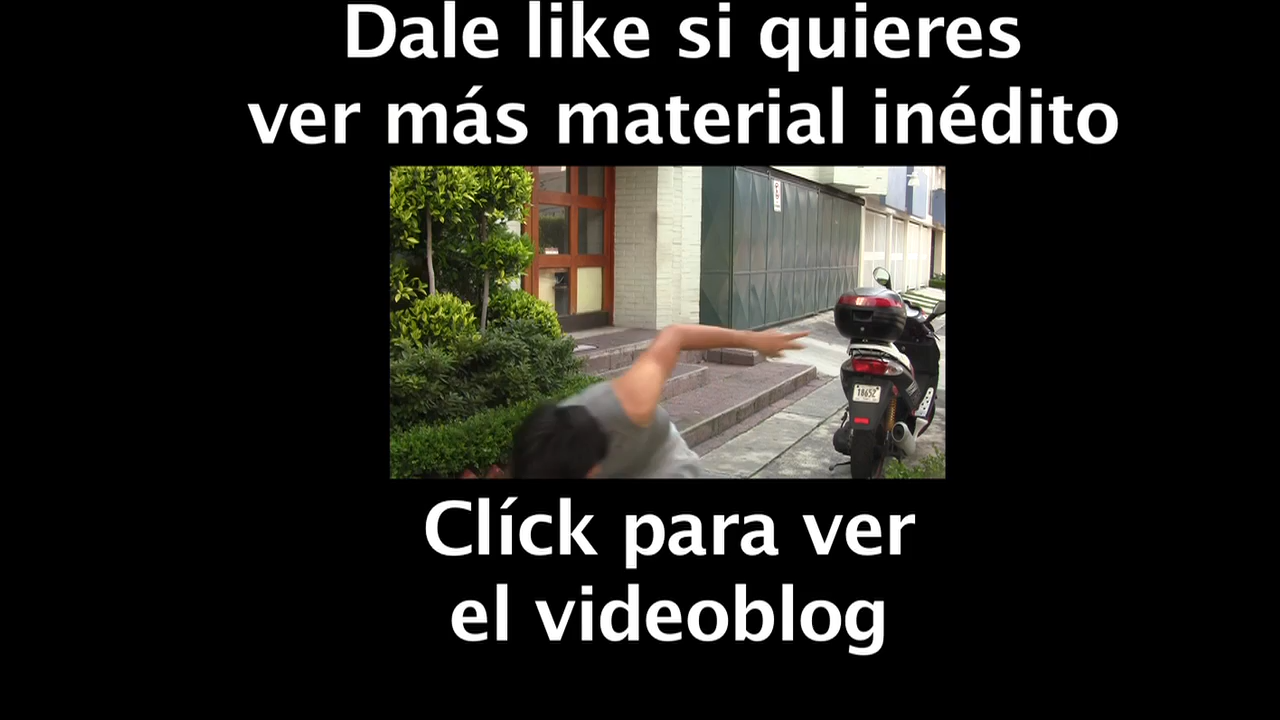 Dale like si quieres
ver más material inédito
Clíck para ver
el videoblog